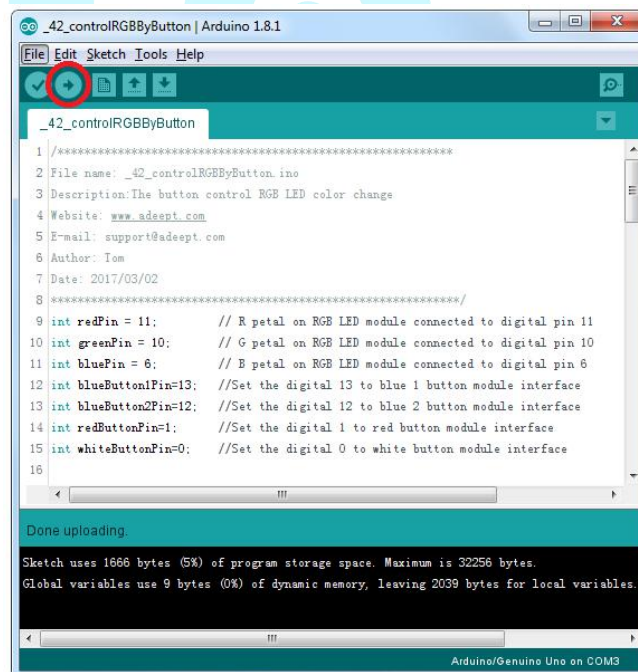 _42_controlRGBByButton | Arduino 1.8.1
File Edit Sketch Tools Help
_42_controlRGBByButton
1 /***********************************************************
2 File name: _42_controlRGBByButton.ino
3 Description:The button control RGB LED color change
4 Website: www.adeept.com
5 E-mail: support@adeept.com
6 Author: Tom
7 Date: 2017/03/02
8 ************************************************************/
9 int redPin = 11; // R petal on RGB LED module connected to digital pin 11
10 int greenPin = 10; // G petal on RGB LED module connected to digital pin 10
11 int bluePin = 6; // B petal on RGB LED module connected to digital pin 6
12 int blueButton1Pin=13; //Set the digital 13 to blue 1 button module interface
13 int blueButton2Pin=12; //Set the digital 12 to blue 2 button module interface
14 int redButtonPin=1; //Set the digital 1 to red button module interface
15 int whiteButtonPin=0; //Set the digital 0 to white button module interface
16
Done uploading.
Sketch uses 1666 bytes (5%) of program storage space. Maximum is 32256 bytes.
Global variables use 9 bytes (0%) of dynamic memory, leaving 2039 bytes for local variables.
Arduino/Genuino Uno on COM3